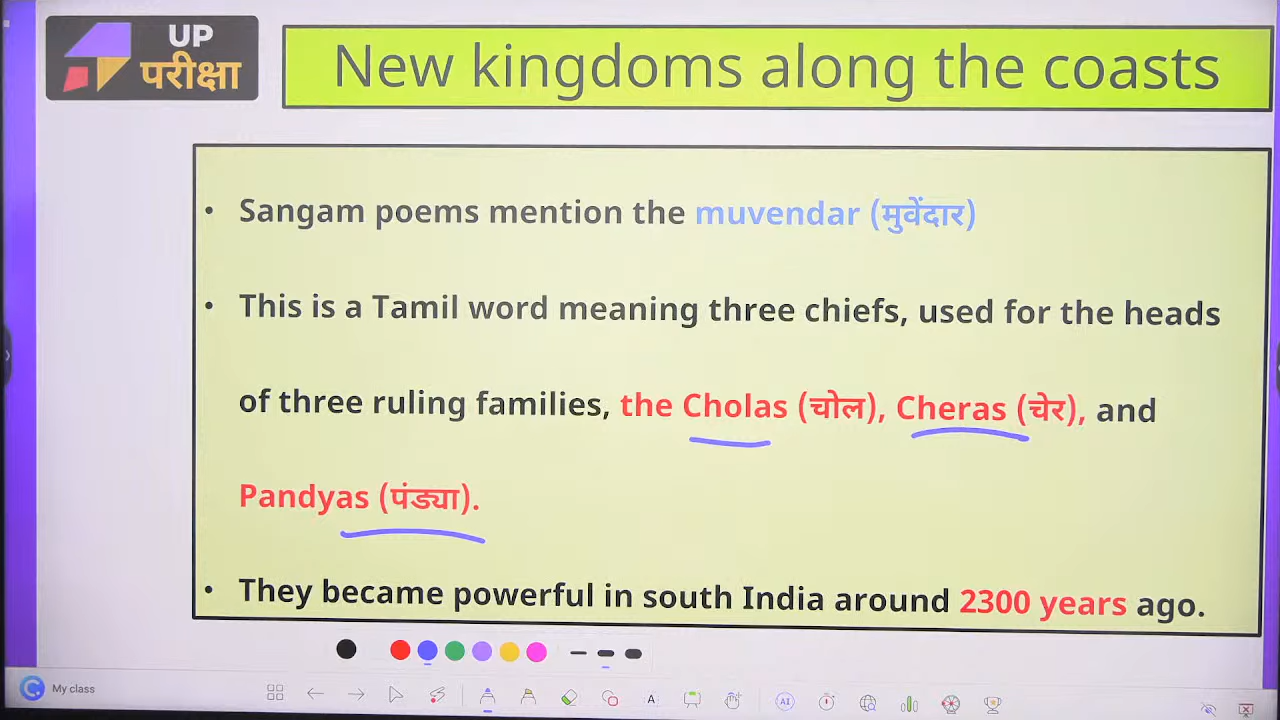 UP
परीक्षा
New kingdoms along the coasts
• Sangam poems mention the muvendar (मुवेंदार)
• This is a Tamil word meaning three chiefs, used for the heads
of three ruling families, the Cholas (चोल), Cheras (चेर), and
Pandyas (पंड्या).
• They became powerful in south India around 2300 years ago.
My class
A
AI